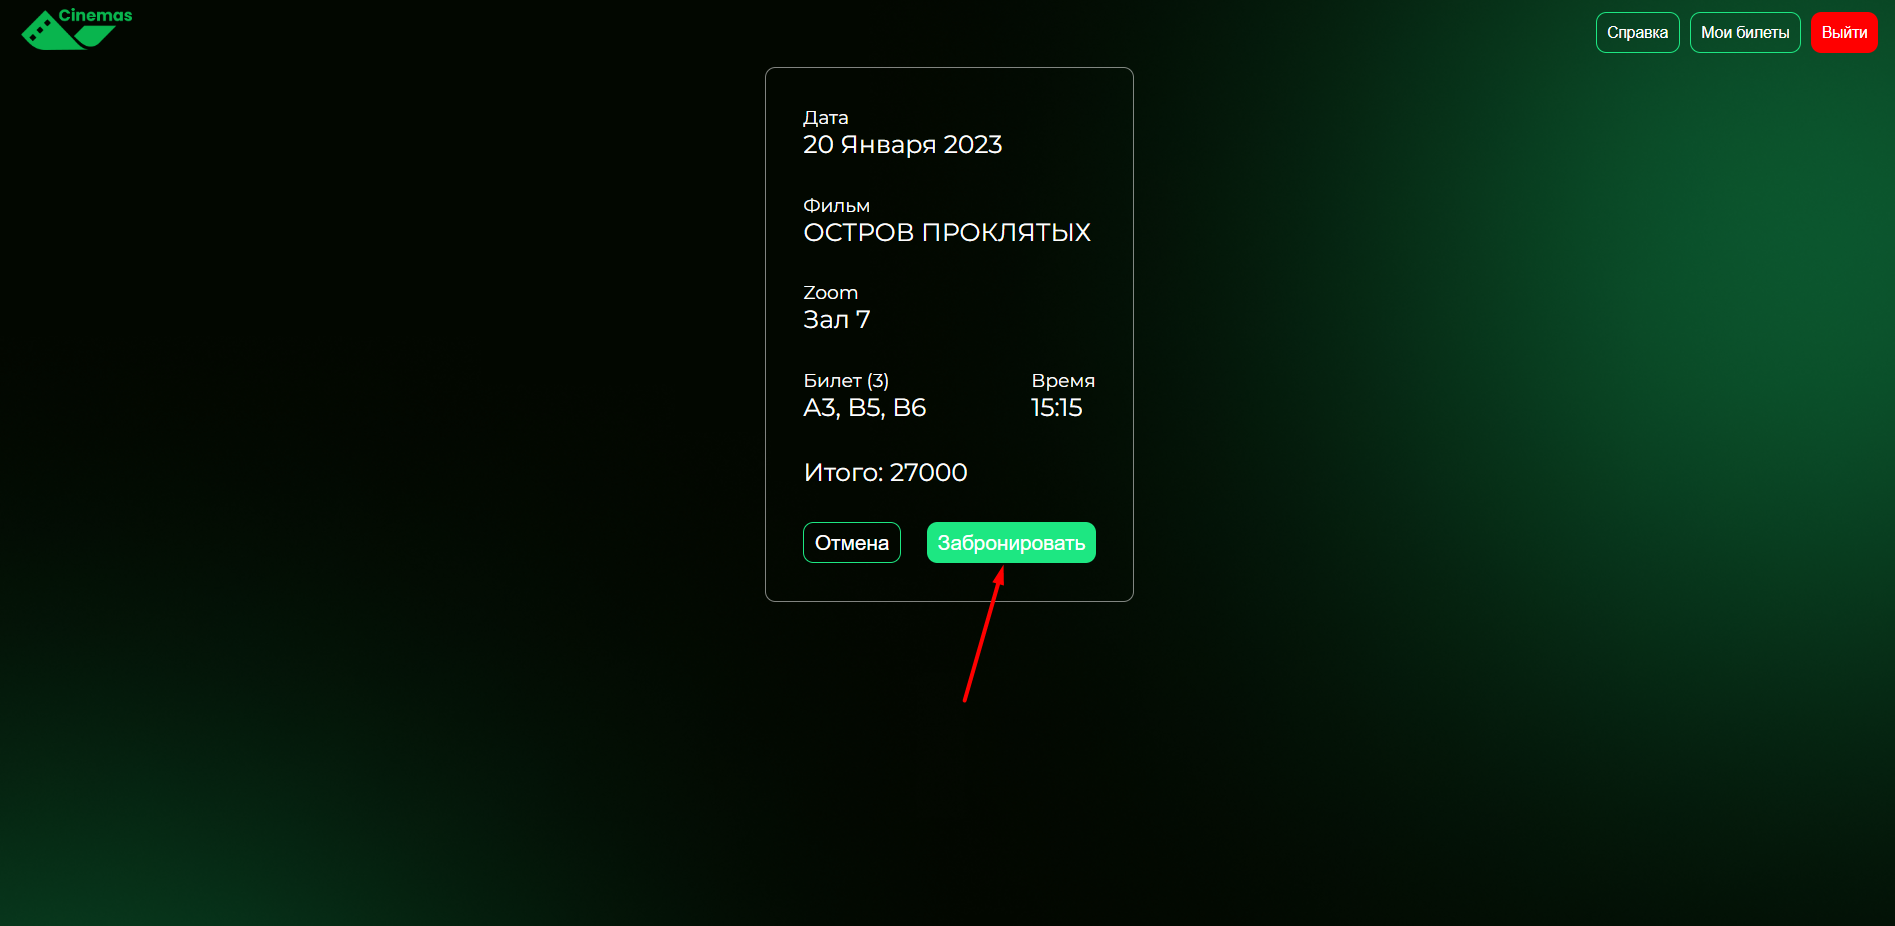 Cinemas
Справка
Мои билеты
Выйти
Дата
20 Января 2023
Фильм
ОСТРОВ ПРОКЛЯТЫХ
Zoom
Зал 7
Билет (3)
Время
A3, B5, B6
15:15
Итого: 27000
Отмена
Забронировать